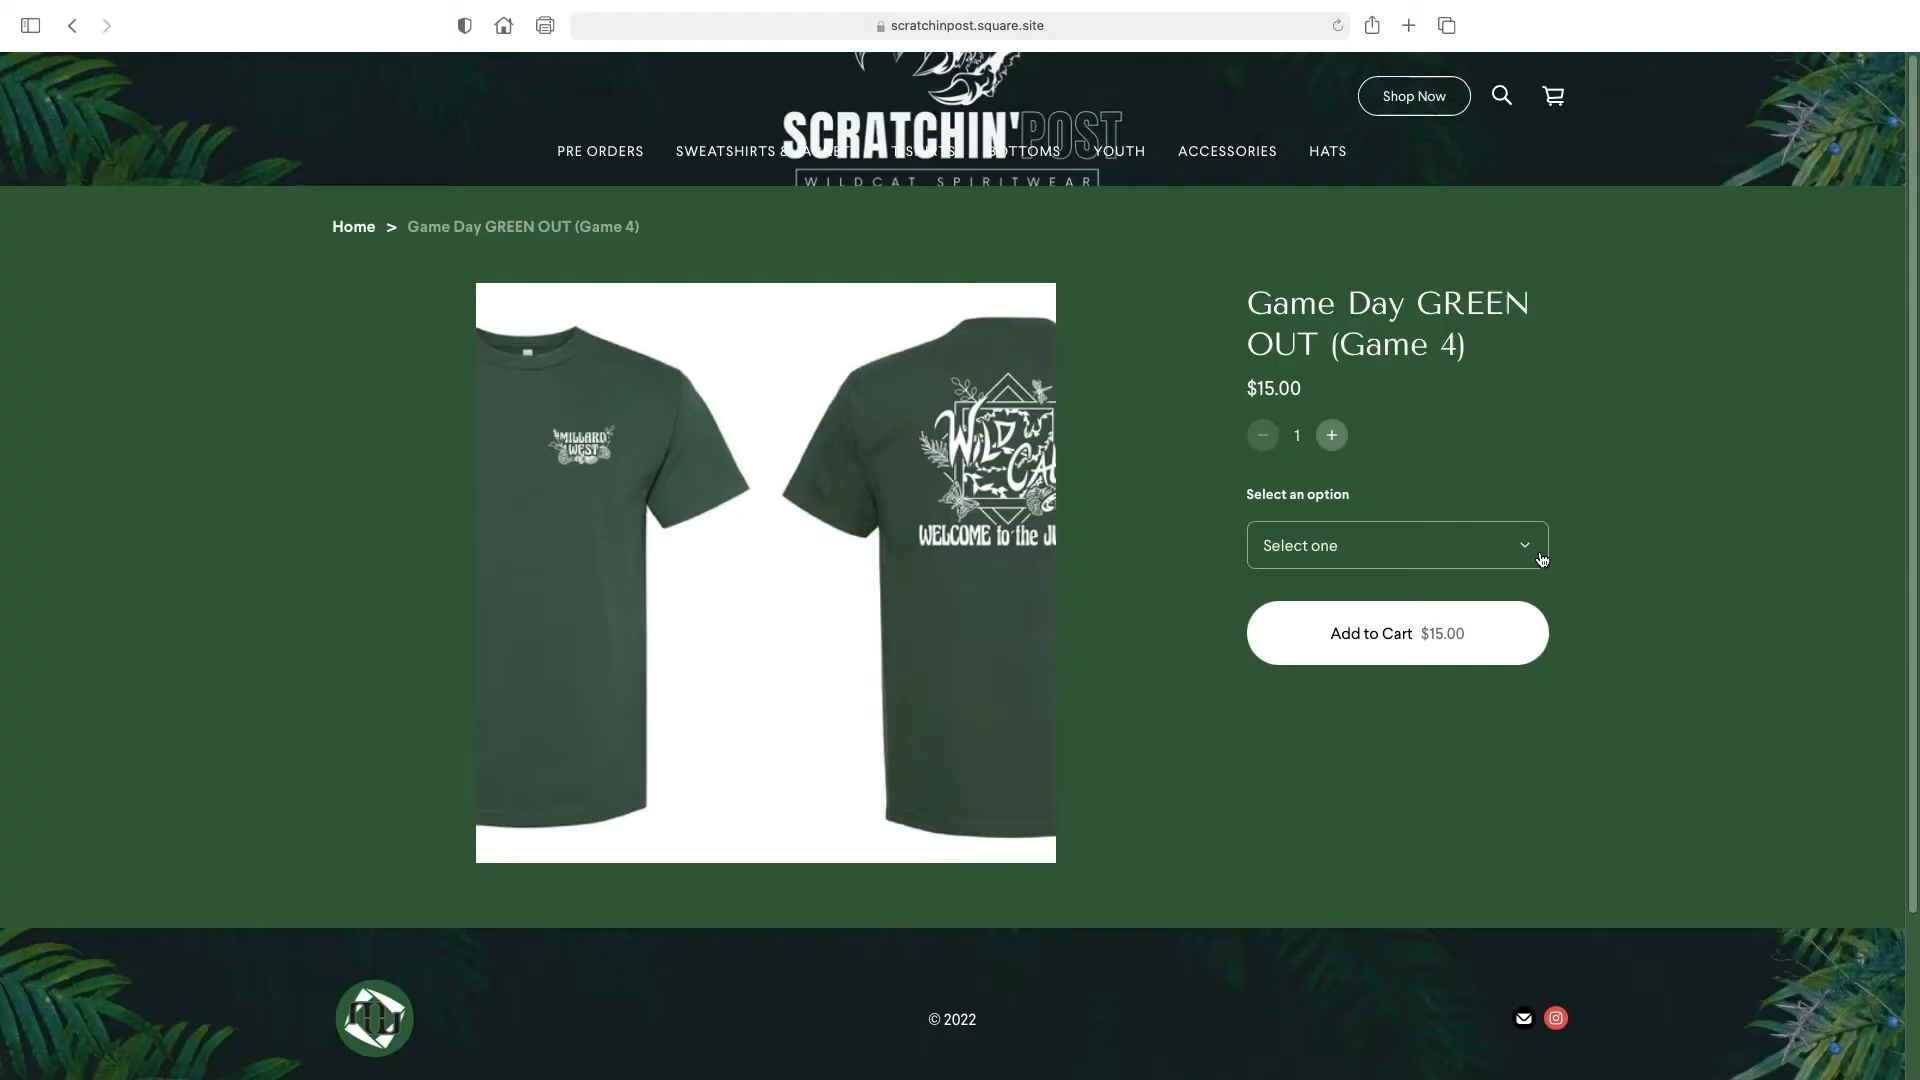 scratchinpost.square.site
Shop Now
SCRATCHIN'POST
PRE ORDERS SWEATSHIRTS & JACKETS T-SHIRTS BOTTOMS YOUTH ACCESSORIES HATS
WILDCAT SPIRITWEAR
Home > Game Day GREEN OUT (Game 4)
Game Day GREEN
OUT (Game 4)
$15.00
1
Select an option
Select one
Add to Cart $15.00
MILLARD
WEST
WILD
CA
WELCOME to the JU
© 2022